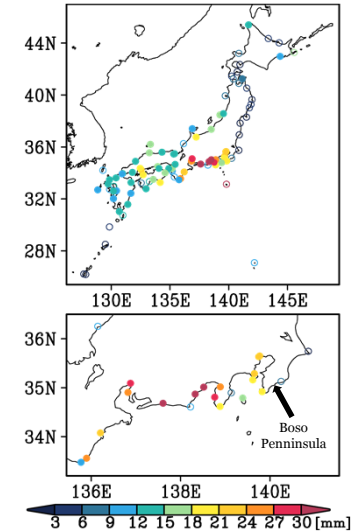 44N
40N
36N
32N
28N
130E 135E 140E 145E
36N
35N
34N
Boso
Penninsula
136E 138E 140E
3 6 9 12 15 18 21 24 27 30 [mm]